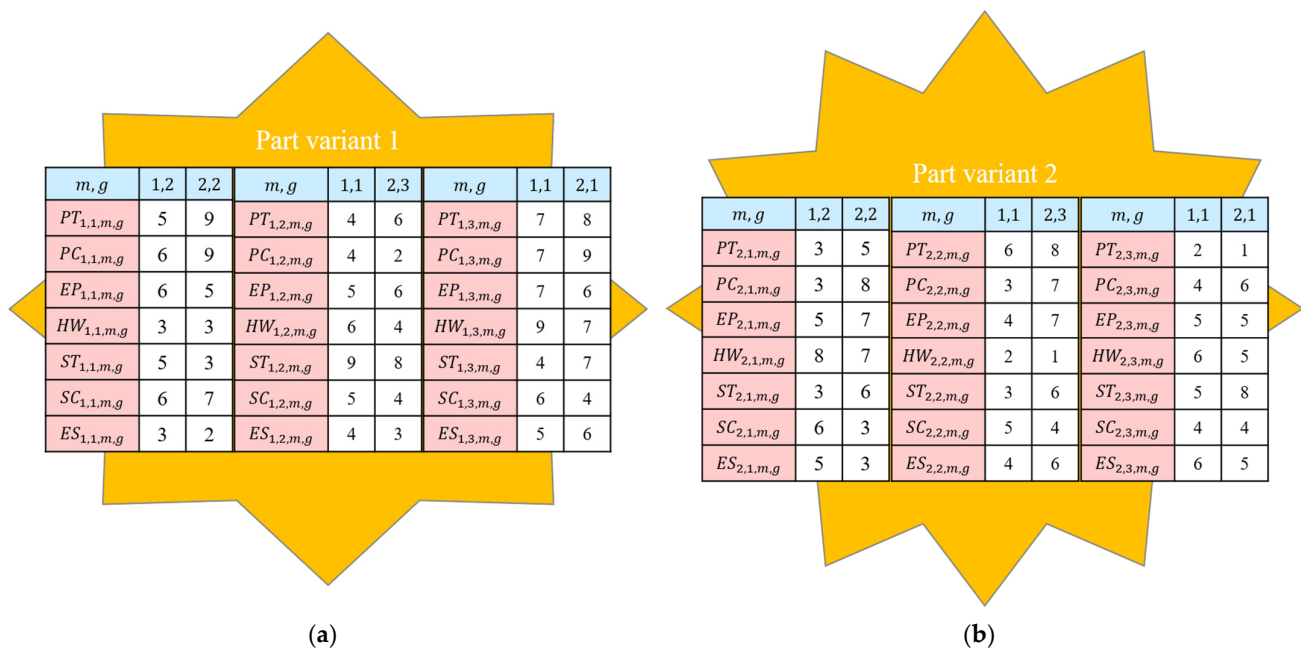 Part variant 1
m, g 1,2 2,2 m, g 1,1 2,3 m, g 1,1 2,1
PT1,1,m,g 5 9 PT1,2,m,g 4 6 PT1,3,m,g 7 8
PC1,1,m,g 6 9 PC1,2,m,g 4 2 PC1,3,m,g 7 9
EP1,1,m,g 6 5 EP1,2,m,g 5 6 EP1,3,m,g 7 6
HW1,1,m,g 3 3 HW1,2,m,g 6 4 HW1,3,m,g 9 7
ST1,1,m,g 5 3 ST1,2,m,g 9 8 ST1,3,m,g 4 7
SC1,1,m,g 6 7 SC1,2,m,g 5 4 SC1,3,m,g 6 4
ES1,1,m,g 3 2 ES1,2,m,g 4 3 ES1,3,m,g 5 6
(a)
Part variant 2
m, g 1,2 2,2 m, g 1,1 2,3 m, g 1,1 2,1
PT2,1,m,g 3 5 PT2,2,m,g 6 8 PT2,3,m,g 2 1
PC2,1,m,g 3 8 PC2,2,m,g 3 7 PC2,3,m,g 4 6
EP2,1,m,g 5 7 EP2,2,m,g 4 7 EP2,3,m,g 5 5
HW2,1,m,g 8 7 HW2,2,m,g 2 1 HW2,3,m,g 6 5
ST2,1,m,g 3 6 ST2,2,m,g 3 6 ST2,3,m,g 5 8
SC2,1,m,g 6 3 SC2,2,m,g 5 4 SC2,3,m,g 4 4
ES2,1,m,g 5 3 ES2,2,m,g 4 6 ES2,3,m,g 6 5
(b)